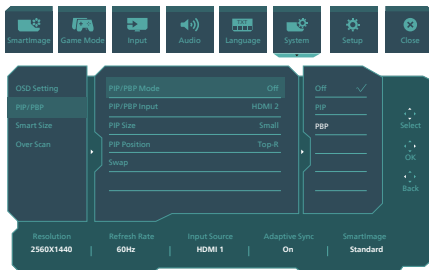 TXT
SmartImage Game Mode Input Audio Language System Setup Close
OSD Setting PIP/PBP Mode Off Off
PIP/PBP PIP/PBP Input HDMI 2 PIP
Smart Size PIP Size Small PBP Select
Over Scan PIP Position Top-R
OK
Swap
Back
Resolution Refresh Rate Input Source Adaptive Sync SmartImage
2560X1440 60Hz HDMI 1 On Standard